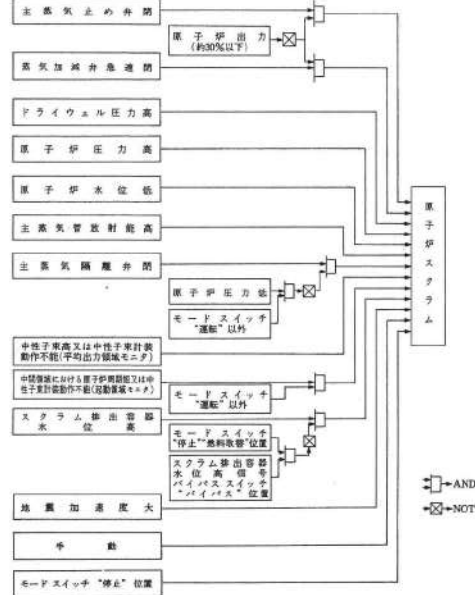 主蒸気止め弁閉
原子炉出力
(約30%以下)
蒸気加減弁急速閉
ドライウェル圧力高
原子炉圧力高
原子炉水位低
主蒸気管放射能高
主蒸気隔離弁閉
原子炉圧力低
モードスイッチ
"運転"以外
中性子束高又は中性子束計装
動作不能(平均出力領域モニタ)
中間領域における原子炉周期短又は中
性子束計装動作不能(起動領域モニタ)
モードスイッチ
"運転"以外
スクラム排出容器
水位高
モードスイッチ
"停止""燃料取替"位置
スクラム排出容器
水位高信号
バイパススイッチ
"バイパス"位置
地震加速度大
手動
モードスイッチ"停止"位置
原子炉スクラム
AND
NOT